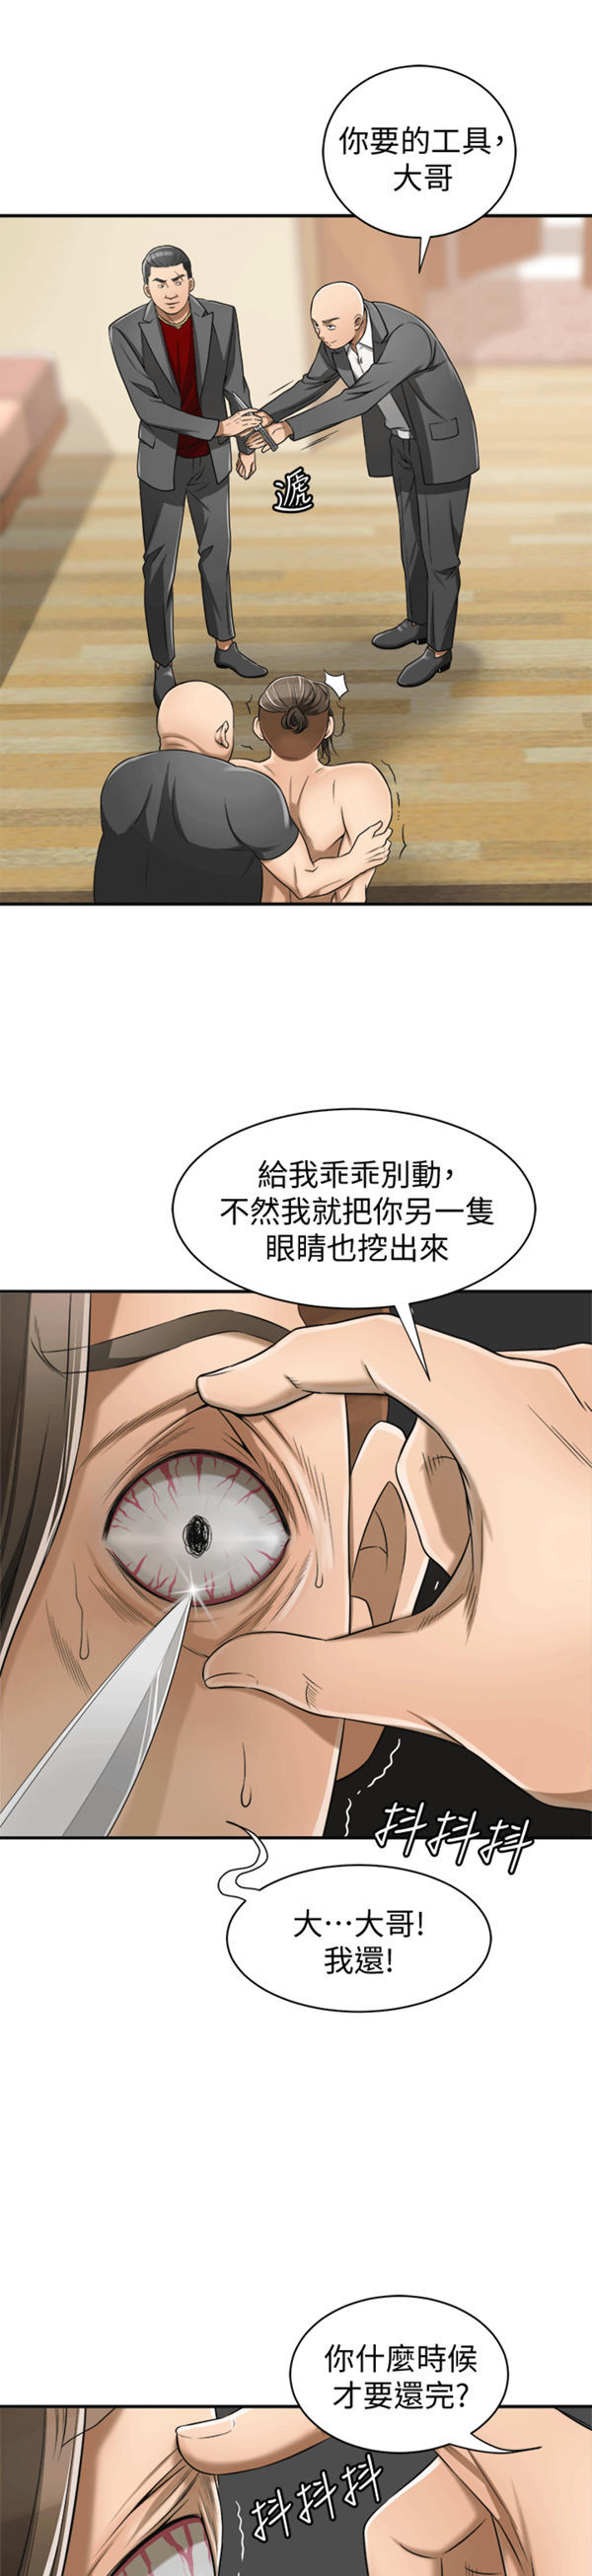 你要的工具，
大哥
遞
給我乖乖別動，
不然我就把你另一隻
眼睛也挖出來
抖抖抖
大…大哥!
我還!
你什麼時候
才要還完?
抖抖抖